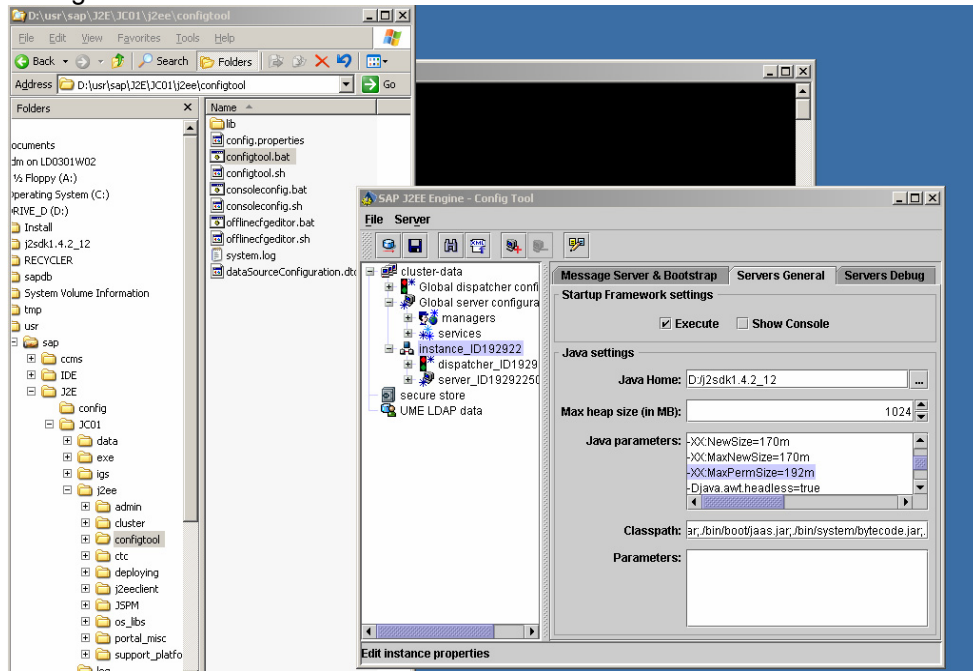 D:\usr\sap\J2E\JC01\j2ee\configtool
File Edit View Favorites Tools Help
Back Search Folders
Address D:\usr\sap\J2E\JC01\j2ee\configtool Go
Folders
ocuments
dm on LD0301W02
½ Floppy (A:)
perating System (C:)
RIVE_D (D:)
Install
j2sdk1.4.2_12
RECYCLER
sapdb
System Volume Information
tmp
usr
sap
ccms
IDE
J2E
config
JC01
data
exe
igs
j2ee
admin
cluster
configtool
ctc
deploying
j2eeclient
JSPM
os_libs
portal_misc
support_platfo
log
Name
lib
config.properties
configtool.bat
configtool.sh
consoleconfig.bat
consoleconfig.sh
offlinecfgeditor.bat
offlinecfgeditor.sh
system.log
dataSourceConfiguration.dtd
SAP J2EE Engine - Config Tool
File Server
cluster-data
Global dispatcher confi
Global server configura
managers
services
instance_ID192922
dispatcher_ID1929
server_ID19292250
secure store
UME LDAP data
Message Server & Bootstrap Servers General Servers Debug
Startup Framework settings
Execute Show Console
Java settings
Java Home: D:/j2sdk1.4.2_12 ...
Max heap size (in MB): 1024
Java parameters: -XX:NewSize=170m
-XX:MaxNewSize=170m
-XX:MaxPermSize=192m
-Djava.awt.headless=true
Classpath: ar;./bin/boot/jaas.jar;./bin/system/bytecode.jar;.
Parameters:
Edit instance properties